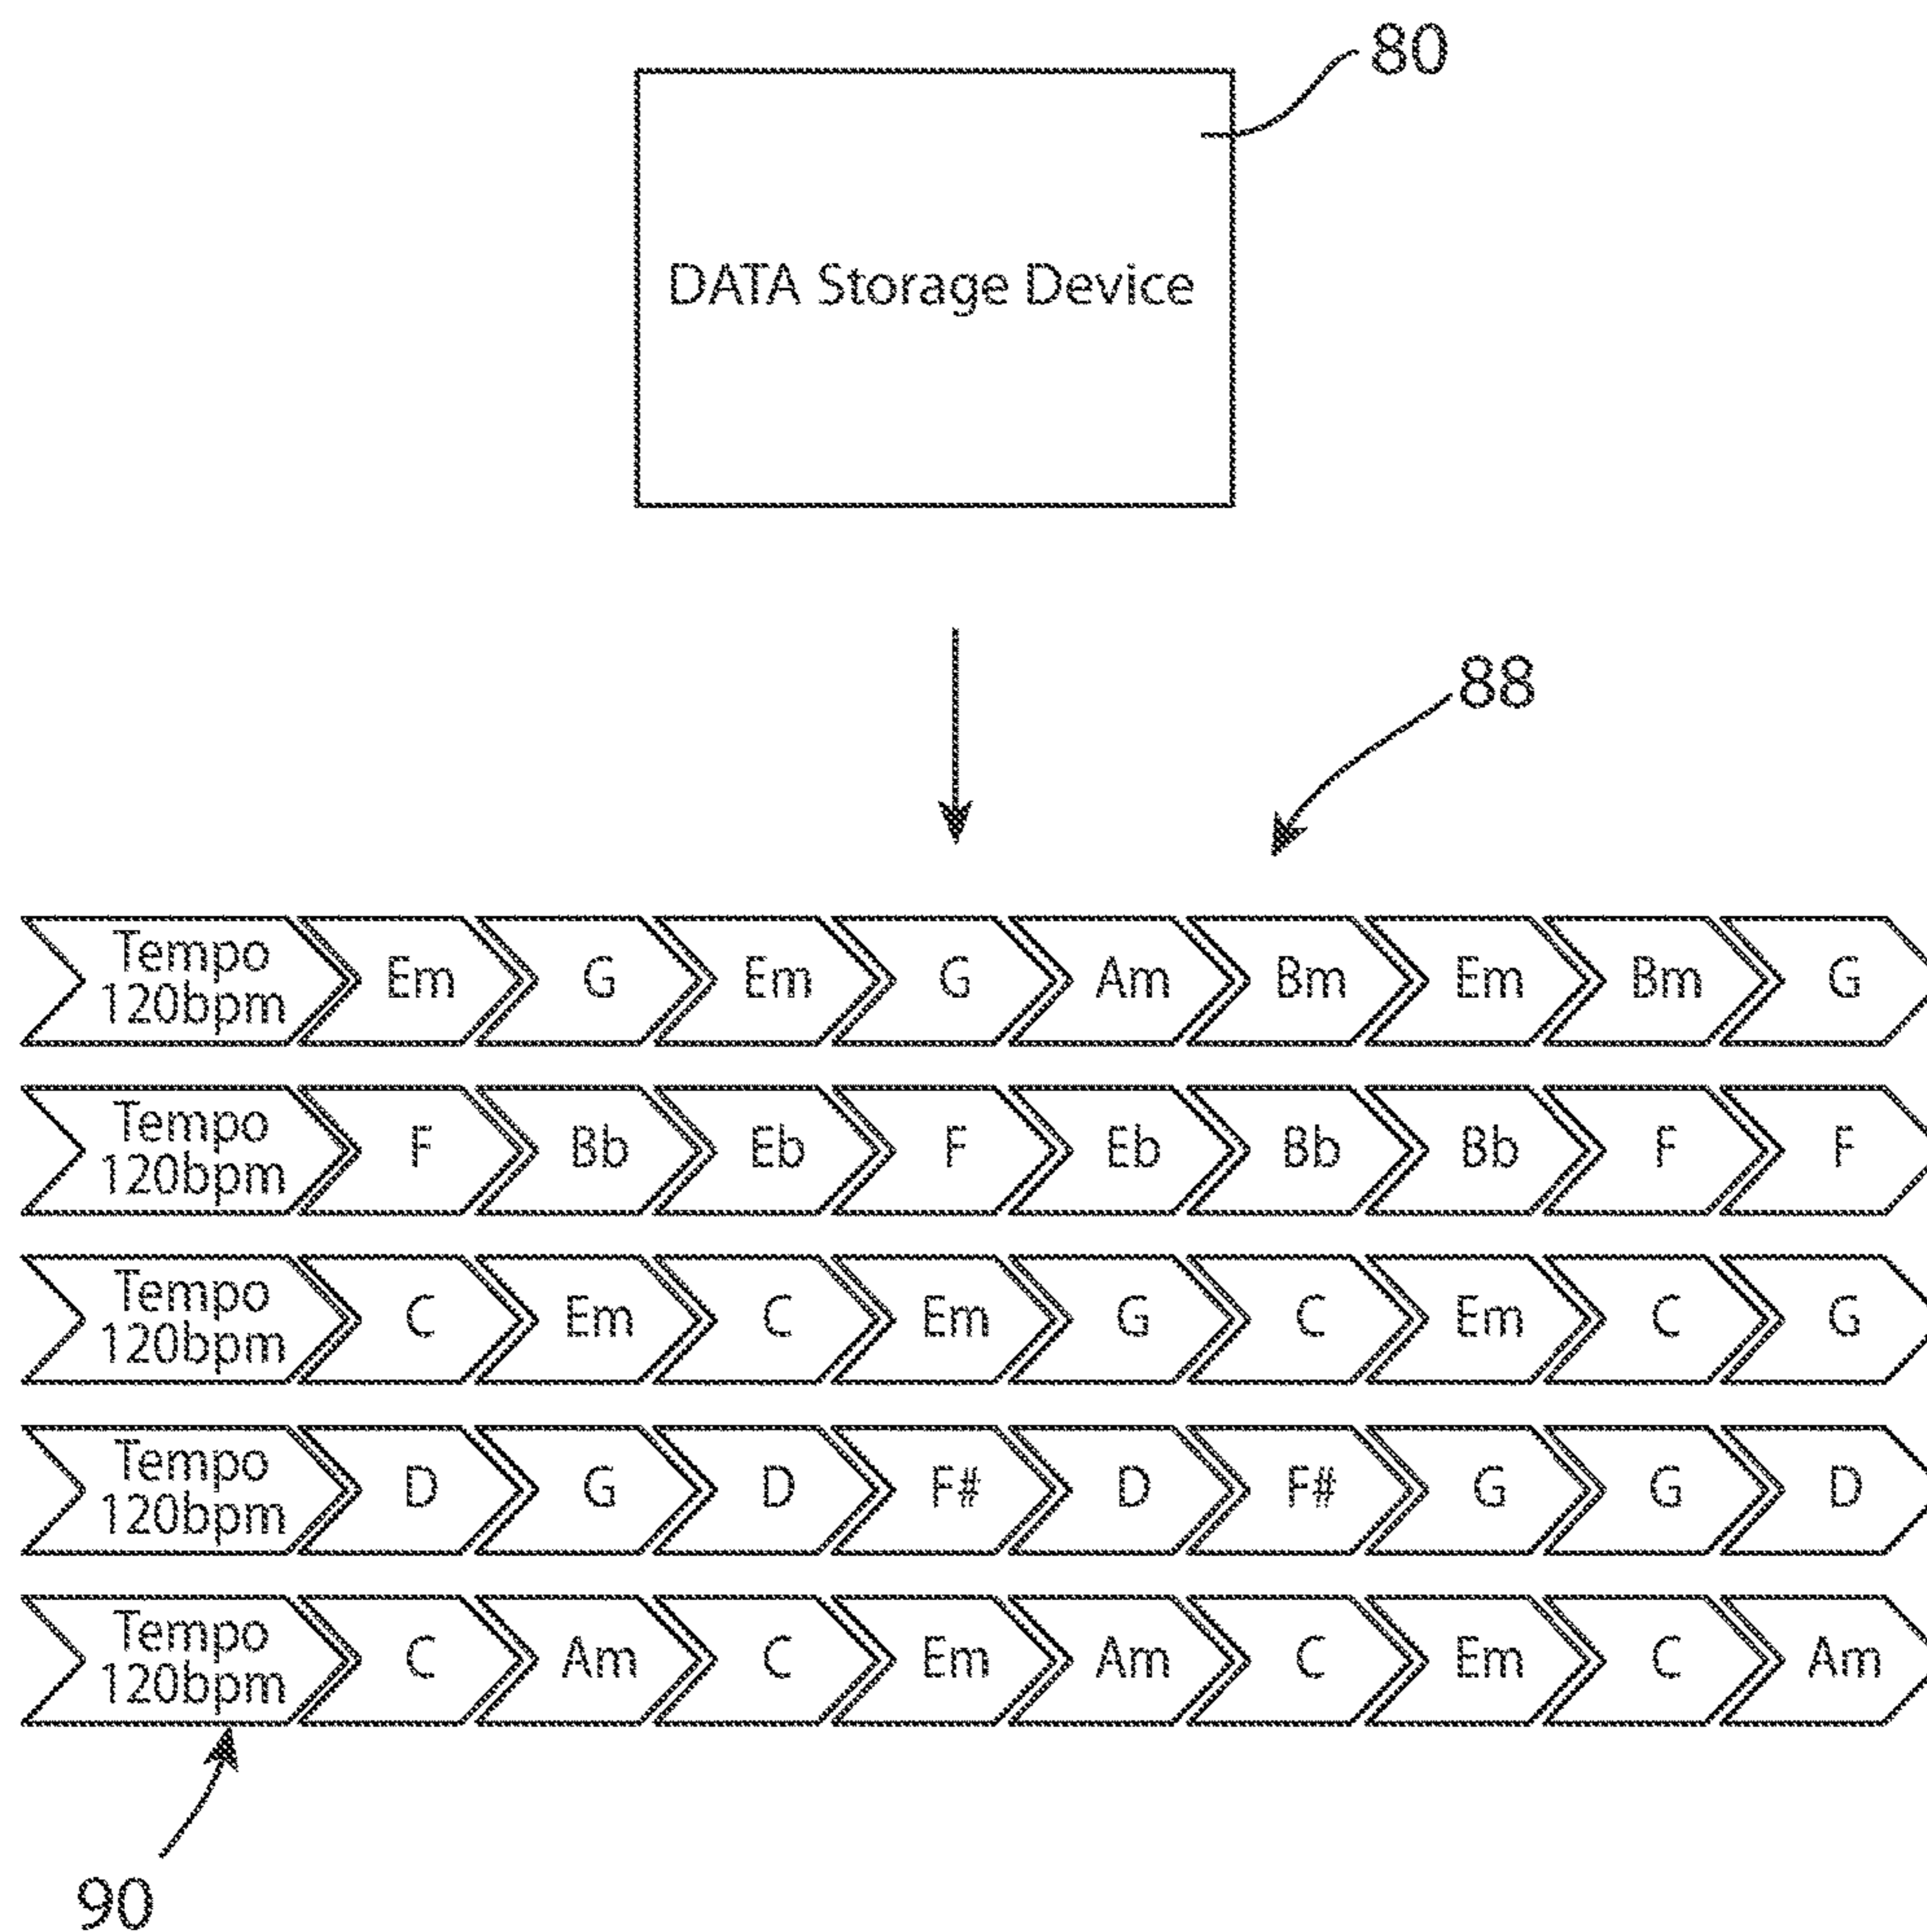 80
DATA Storage Device
88
Tempo
120bpm Em G Em G Am Bm Em Bm G
Tempo
120bpm F Bb Eb F Eb Bb Bb F F
Tempo
120bpm C Em C Em G C Em C G
Tempo
120bpm D G D F# D F# G G D
Tempo
120bpm C Am C Em Am C Em C Am
90